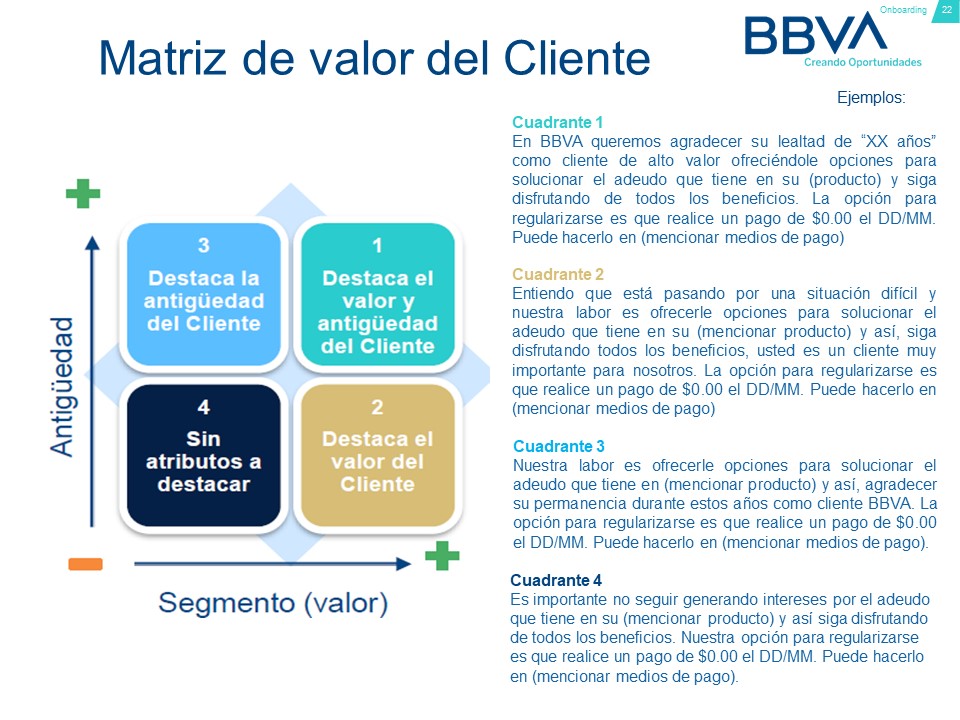 Onboarding 22
BBVA
Creando Oportunidades
Matriz de valor del Cliente
Ejemplos:
Cuadrante 1
En BBVA queremos agradecer su lealtad de “XX años”
como cliente de alto valor ofreciéndole opciones para
solucionar el adeudo que tiene en su (producto) y siga
disfrutando de todos los beneficios. La opción para
regularizarse es que realice un pago de $0.00 el DD/MM.
Puede hacerlo en (mencionar medios de pago)
Cuadrante 2
Entiendo que está pasando por una situación difícil y
nuestra labor es ofrecerle opciones para solucionar el
adeudo que tiene en su (mencionar producto) y así, siga
disfrutando todos los beneficios, usted es un cliente muy
importante para nosotros. La opción para regularizarse es
que realice un pago de $0.00 el DD/MM. Puede hacerlo en
(mencionar medios de pago)
Cuadrante 3
Nuestra labor es ofrecerle opciones para solucionar el
adeudo que tiene en (mencionar producto) y así, agradecer
su permanencia durante estos años como cliente BBVA. La
opción para regularizarse es que realice un pago de $0.00
el DD/MM. Puede hacerlo en (mencionar medios de pago).
Cuadrante 4
Es importante no seguir generando intereses por el adeudo
que tiene en su (mencionar producto) y así siga disfrutando
de todos los beneficios. Nuestra opción para regularizarse
es que realice un pago de $0.00 el DD/MM. Puede hacerlo
en (mencionar medios de pago).
Antigüedad
3
Destaca la
antigüedad
del Cliente
1
Destaca el
valor y
antigüedad
del Cliente
4
Sin
atributos a
destacar
2
Destaca el
valor del
Cliente
Segmento (valor)